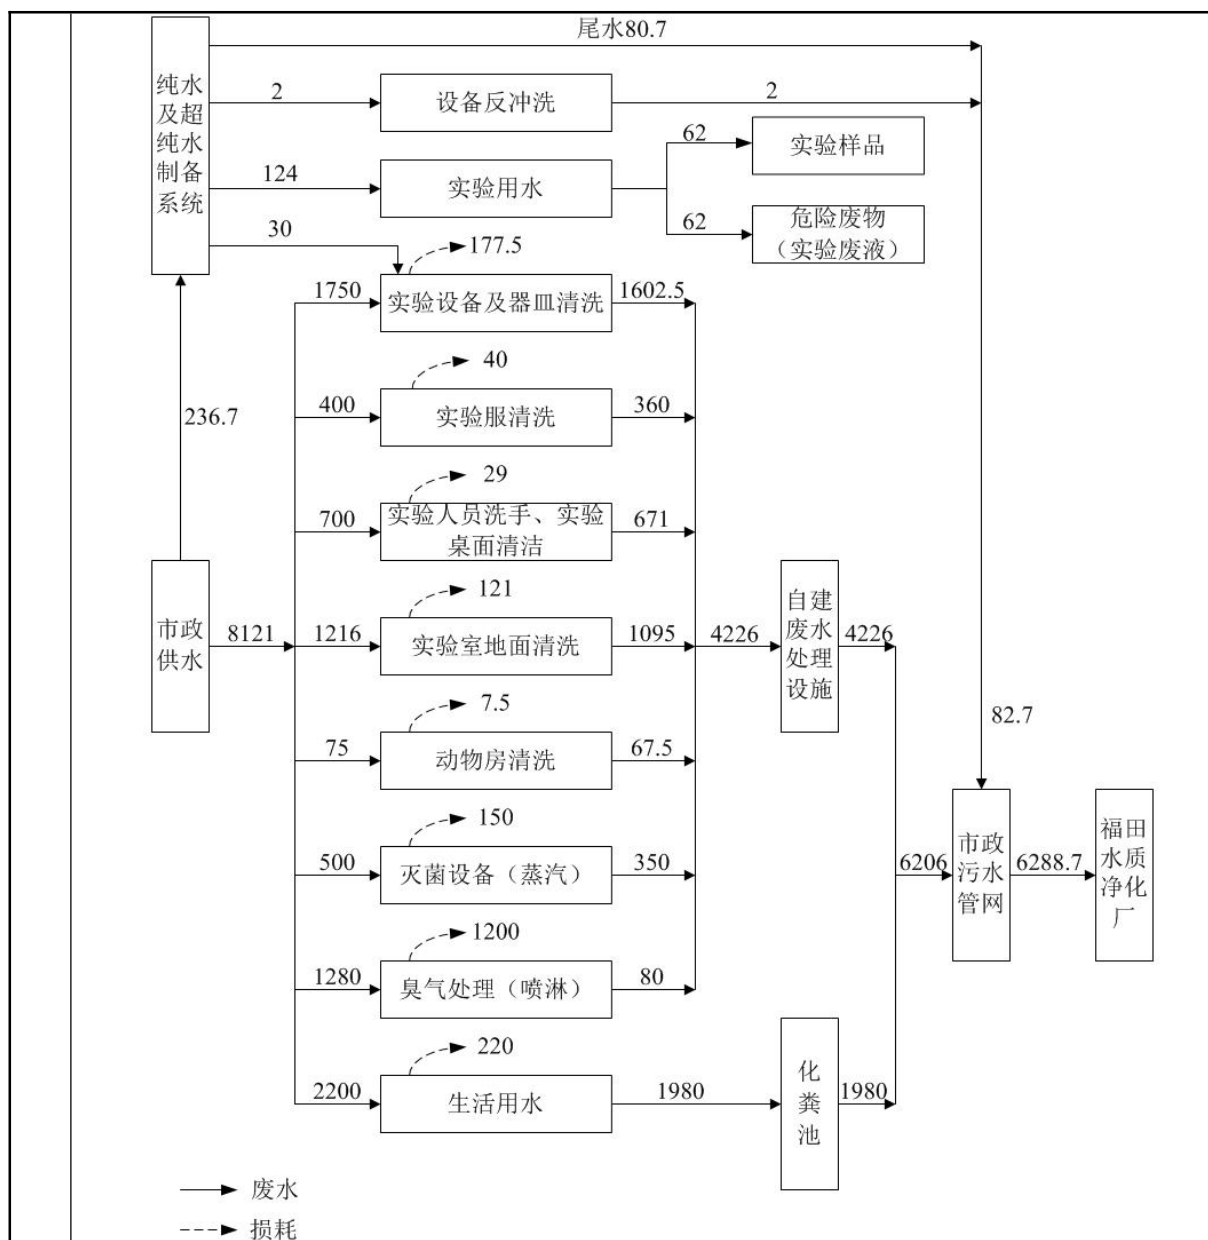 尾水80.7
纯水
及超
纯水
制备
系统
2
设备反冲洗
2
124
实验用水
62
实验样品
62
危险废物
（实验废液）
30
177.5
1750
实验设备及器皿清洗
1602.5
40
400
实验服清洗
360
236.7
29
700
实验人员洗手、实验
桌面清洁
671
市政
供水
8121
121
1216
实验室地面清洗
1095
4226
自建
废水
处理
设施
4226
82.7
7.5
75
动物房清洗
67.5
150
500
灭菌设备（蒸汽）
350
6206
市政
污水
管网
6288.7
福田
水质
净化
厂
1200
1280
臭气处理（喷淋）
80
220
2200
生活用水
1980
化
粪
池
1980
废水
损耗